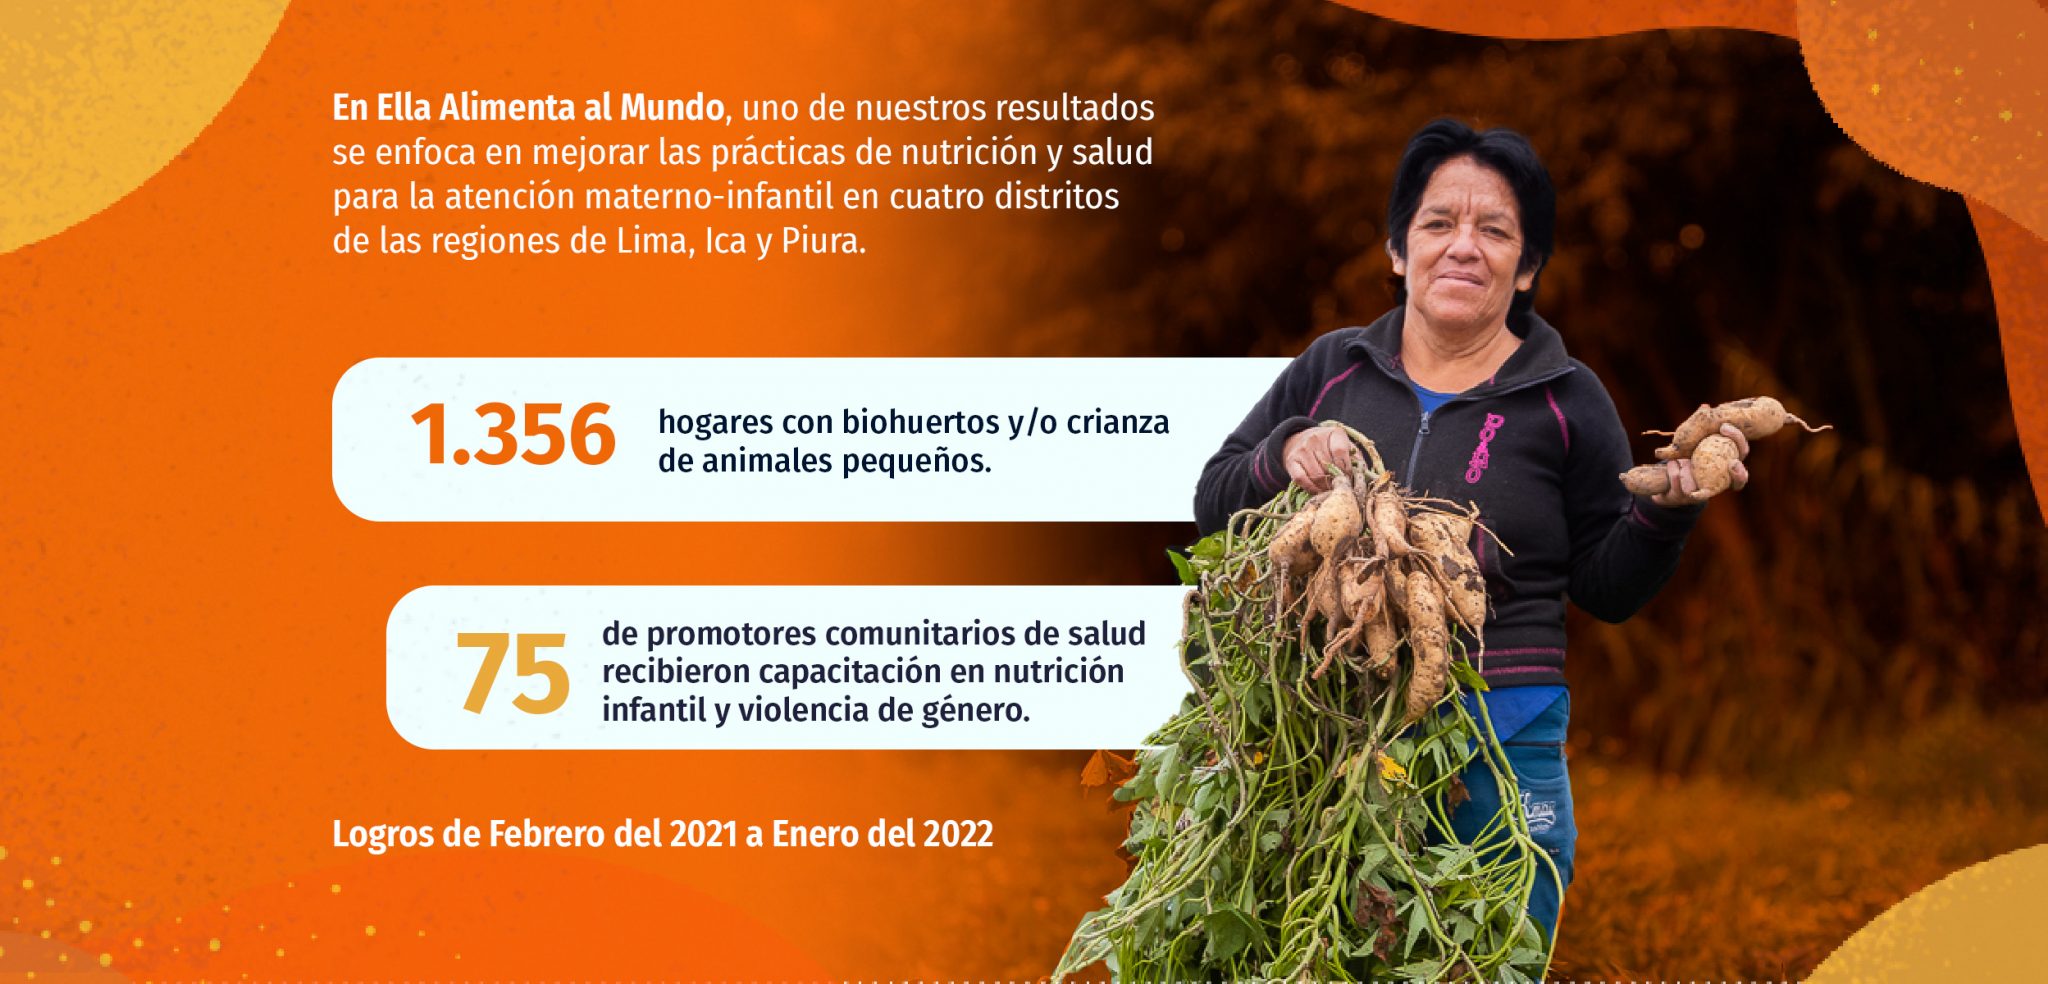 En Ella Alimenta al Mundo, uno de nuestros resultados
se enfoca en mejorar las prácticas de nutrición y salud
para la atención materno-infantil en cuatro distritos
de las regiones de Lima, Ica y Piura.
1.356
hogares con biohuertos y/o crianza
de animales pequeños.
75
de promotores comunitarios de salud
recibieron capacitación en nutrición
infantil y violencia de género.
Logros de Febrero del 2021 a Enero del 2022